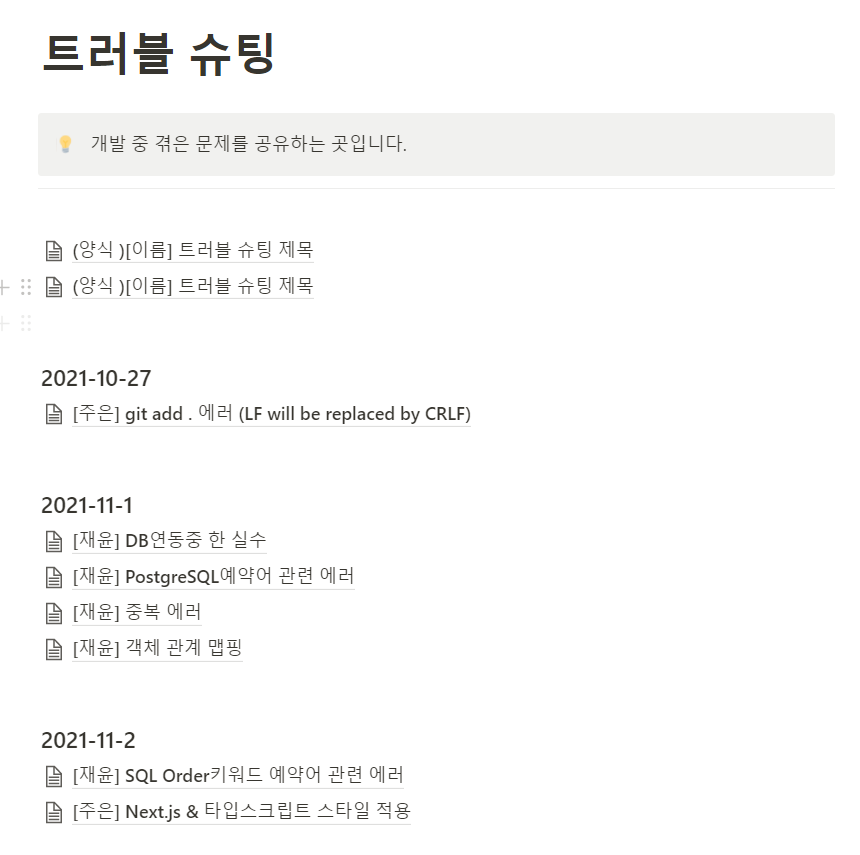 트러블 슈팅
개발 중 겪은 문제를 공유하는 곳입니다.
(양식 )[이름] 트러블 슈팅 제목
(양식 )[이름] 트러블 슈팅 제목
2021-10-27
[주은] git add . 에러 (LF will be replaced by CRLF)
2021-11-1
[재윤] DB연동중 한 실수
[재윤] PostgreSQL예약어 관련 에러
[재윤] 중복 에러
[재윤] 객체 관계 맵핑
2021-11-2
[재윤] SQL Order키워드 예약어 관련 에러
[주은] Next.js & 타입스크립트 스타일 적용